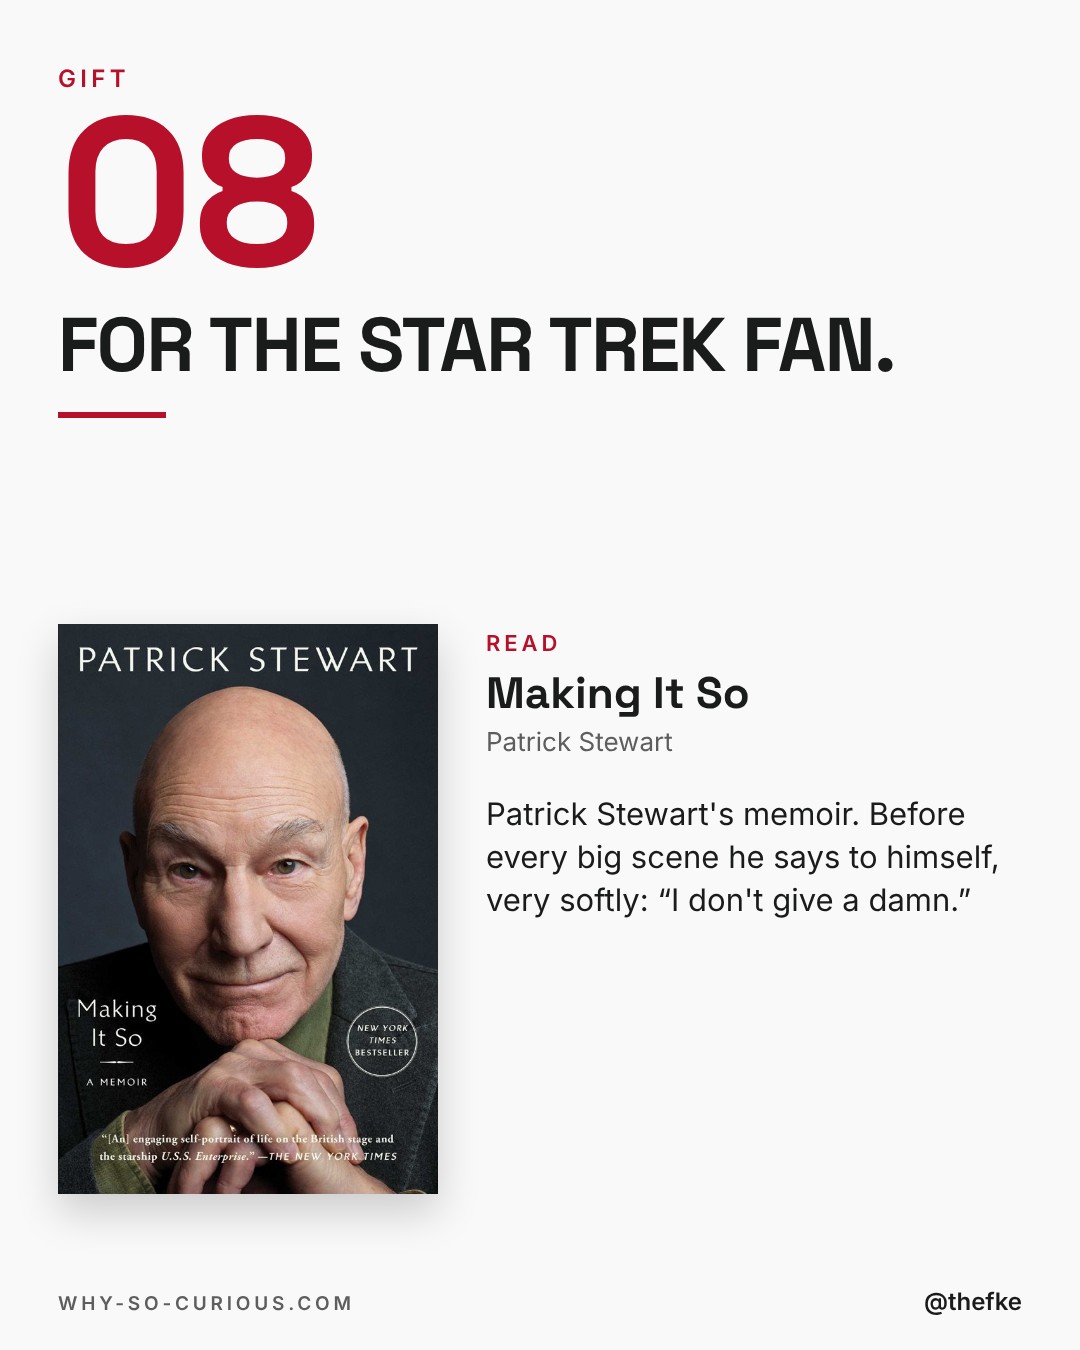 GIFT
08
FOR THE STAR TREK FAN.
PATRICK STEWART
Making
It So
A MEMOIR
NEW YORK
TIMES
BESTSELLER
“[An] engaging self-portrait of life on the British stage and
the starship U.S.S. Enterprise.” —THE NEW YORK TIMES
READ
Making It So
Patrick Stewart
Patrick Stewart's memoir. Before
every big scene he says to himself,
very softly: “I don't give a damn.”
WHY-SO-CURIOUS.COM
@thefke